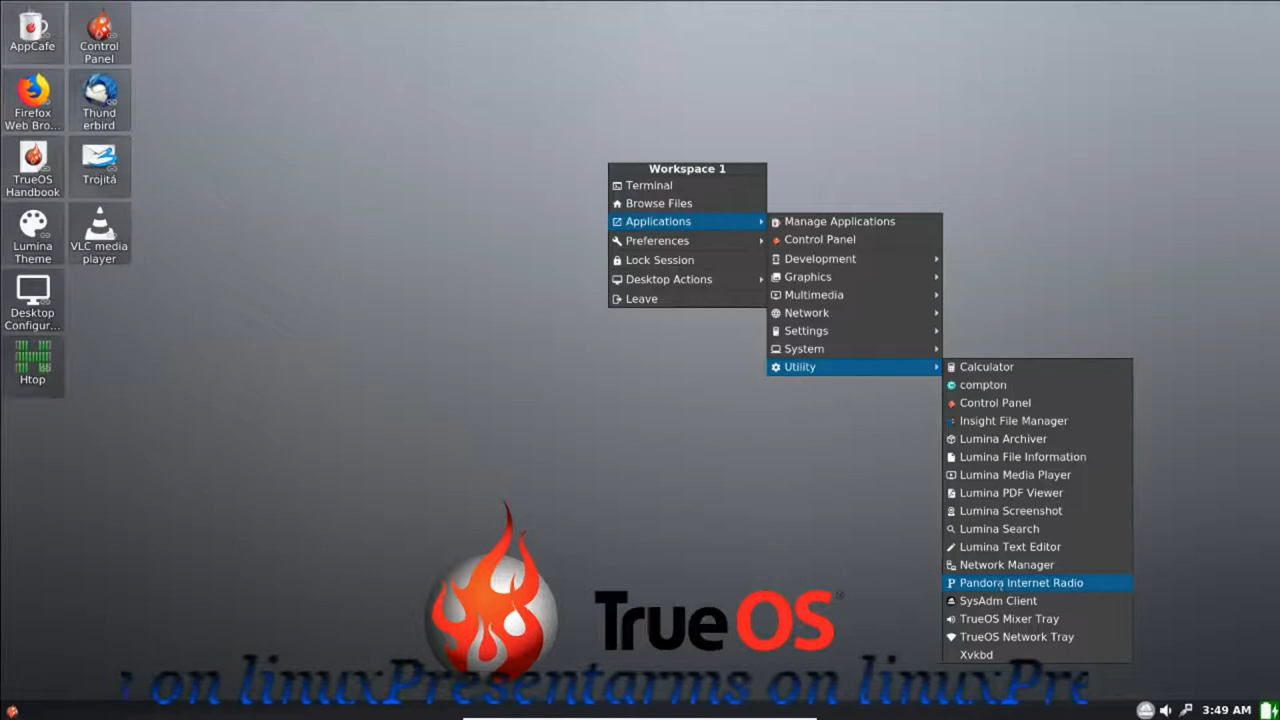 AppCafe
Control
Panel
Firefox
Web Bro...
Thund
erbird
TrueOS
Handbook
Trojitá
Lumina
Theme
VLC media
player
Desktop
Configur...
Htop
Workspace 1
Terminal
Browse Files
Applications
Preferences
Lock Session
Desktop Actions
Leave
Manage Applications
Control Panel
Development
Graphics
Multimedia
Network
Settings
System
Utility
Calculator
compton
Control Panel
Insight File Manager
Lumina Archiver
Lumina File Information
Lumina Media Player
Lumina PDF Viewer
Lumina Screenshot
Lumina Search
Lumina Text Editor
Network Manager
Pandora Internet Radio
SysAdm Client
TrueOS Mixer Tray
TrueOS Network Tray
Xvkbd
TrueOS
on linuxPresentarms on linuxPre
3:49 AM